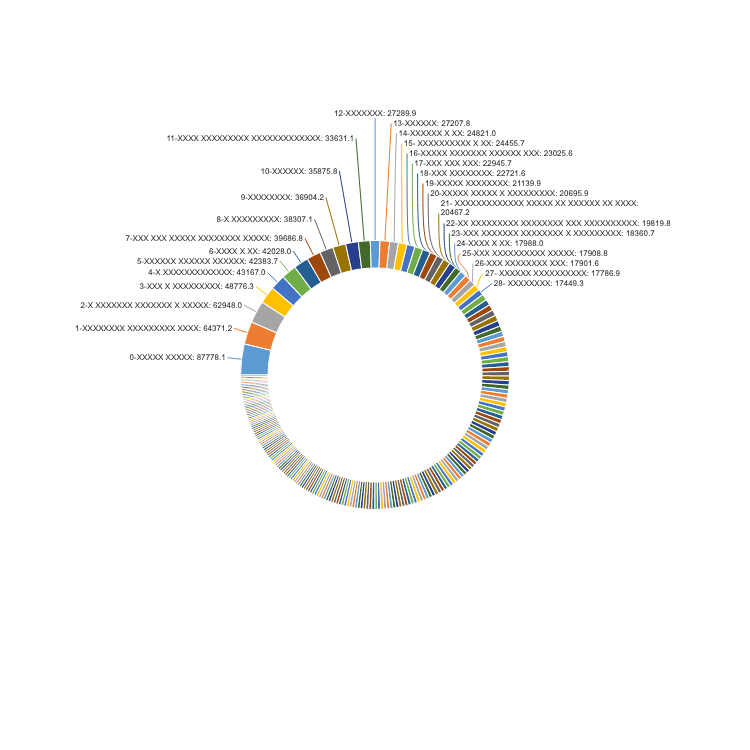 12-XXXXXXX: 27289.9
13-XXXXXX: 27207.8
14-XXXXXX X XX: 24821.0
11-XXXX XXXXXXXXX XXXXXXXXXXXXX: 33631.1
15- XXXXXXXXXX X XX: 24455.7
16-XXXXX XXXXXXX XXXXXX XXX: 23025.6
17-XXX XXX XXX: 22945.7
10-XXXXXX: 35875.8
18-XXX XXXXXXXX: 22721.6
19-XXXXX XXXXXXXX: 21139.9
20-XXXXX XXXXX X XXXXXXXXX: 20695.9
9-XXXXXXXX: 36904.2
21- XXXXXXXXXXXXX XXXXX XX XXXXXX XX XXXX:
20467.2
8-X XXXXXXXXX: 38307.1
22-XX XXXXXXXXXX XXXXXXXX XXX XXXXXXXXXX: 19819.8
23-XXX XXXXXXX XXXXXXXX X XXXXXXXXX: 18360.7
7-XXX XXX XXXXX XXXXXXXX XXXXX: 39686.8
24-XXXX X XX: 17988.0
6-XXXX X XX: 42028.0
25-XXX XXXXXXXXXX XXXXX: 17908.8
5-XXXXXX XXXXXX XXXXXX: 42383.7
26-XXX XXXXXXXX XXX: 17901.6
4-X XXXXXXXXXXXXX: 43167.0
27- XXXXXX XXXXXXXXXX: 17786.9
3-XXX X XXXXXXXXX: 48776.3
28- XXXXXXXX: 17449.3
2-X XXXXXXX XXXXXXX X XXXXX: 62948.0
1-XXXXXXXX XXXXXXXXX XXXX: 64371.2
0-XXXXX XXXXX: 87778.1